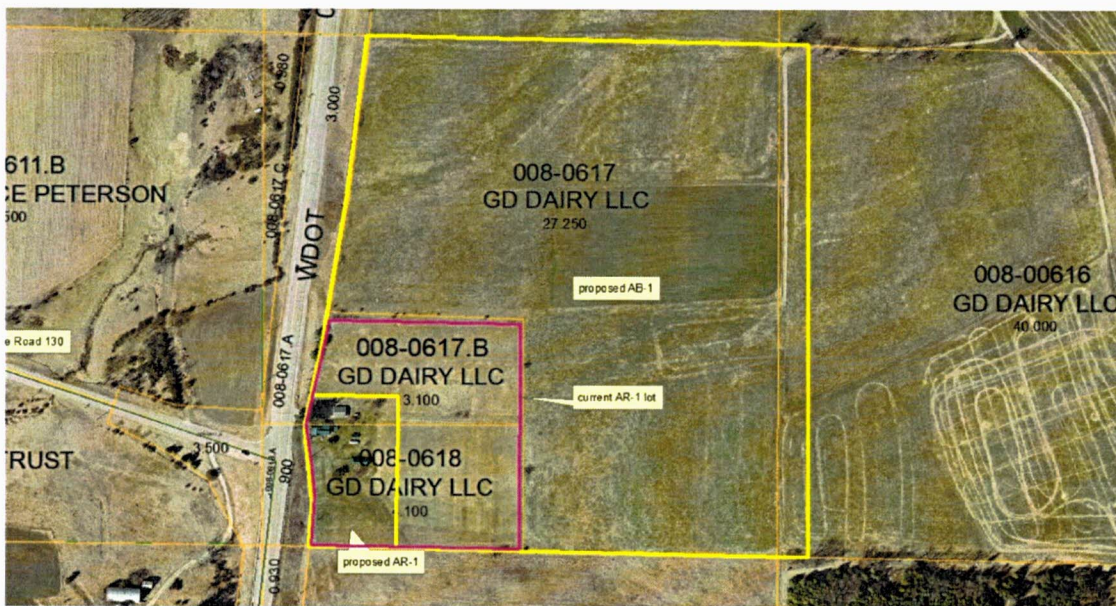 3.000
0.980
008-0617.C
WDOT
611.B
CE PETERSON
500
008-0617
GD DAIRY LLC
27.250
proposed AB-1
008-00616
GD DAIRY LLC
40.000
e Road 130
008-0617.A
008-0617.B
GD DAIRY LLC
3.100
current AR-1 lot
3.500
TRUST
900
008-0618
GD DAIRY LLC
.100
proposed AR-1
0.930